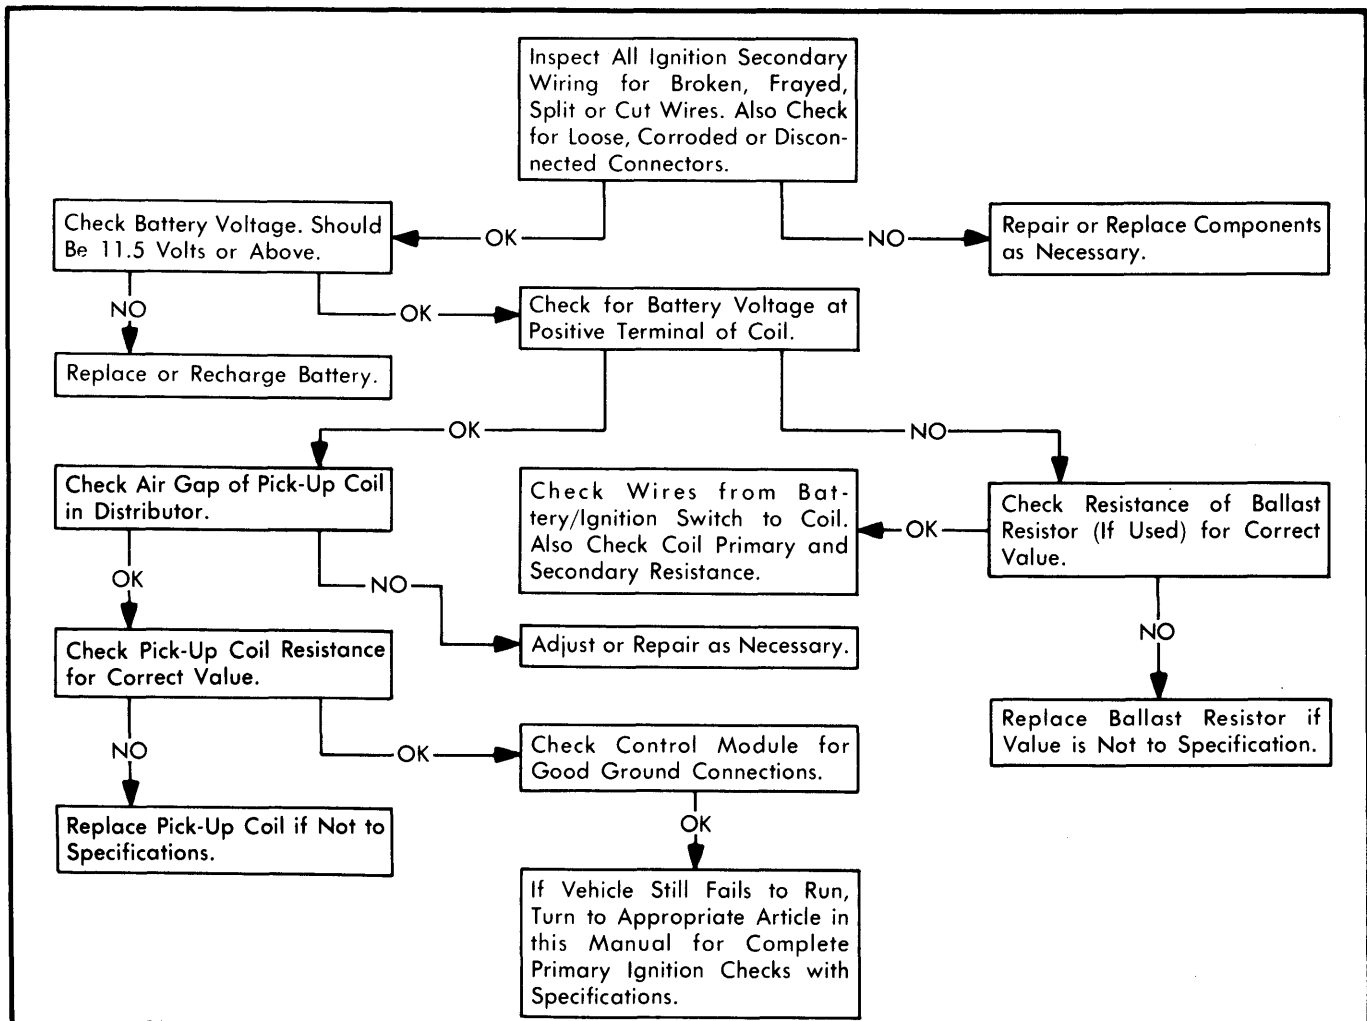 Inspect All Ignition Secondary
Wiring for Broken, Frayed,
Split or Cut Wires. Also Check
for Loose, Corroded or Discon-
nected Connectors.
OK
NO
Check Battery Voltage. Should
Be 11.5 Volts or Above.
Repair or Replace Components
as Necessary.
NO
OK
Check for Battery Voltage at
Positive Terminal of Coil.
Replace or Recharge Battery.
OK
NO
Check Air Gap of Pick-Up Coil
in Distributor.
Check Wires from Bat-
tery/Ignition Switch to Coil.
Also Check Coil Primary and
Secondary Resistance.
OK
Check Resistance of Ballast
Resistor (If Used) for Correct
Value.
OK
NO
NO
Adjust or Repair as Necessary.
Check Pick-Up Coil Resistance
for Correct Value.
Replace Ballast Resistor if
Value is Not to Specification.
NO
OK
Check Control Module for
Good Ground Connections.
Replace Pick-Up Coil if Not to
Specifications.
OK
If Vehicle Still Fails to Run,
Turn to Appropriate Article in
this Manual for Complete
Primary Ignition Checks with
Specifications.